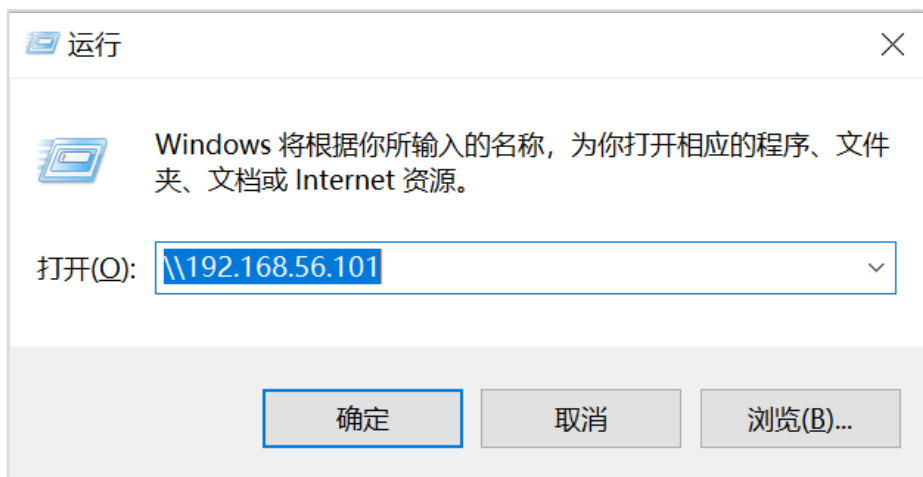 运行
Windows 将根据你所输入的名称，为你打开相应的程序、文件
夹、文档或 Internet 资源。
打开(O): \\192.168.56.101
确定 取消 浏览(B)...